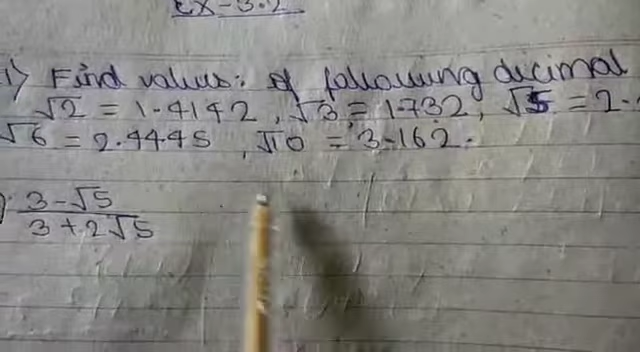 Ex-3.2
1) Find values: of following decimal
√2 = 1.4142, √3 = 1.732, √5 = 2.
√6 = 2.4445, √10 = 3.162.
) 3-√5
3+2√5